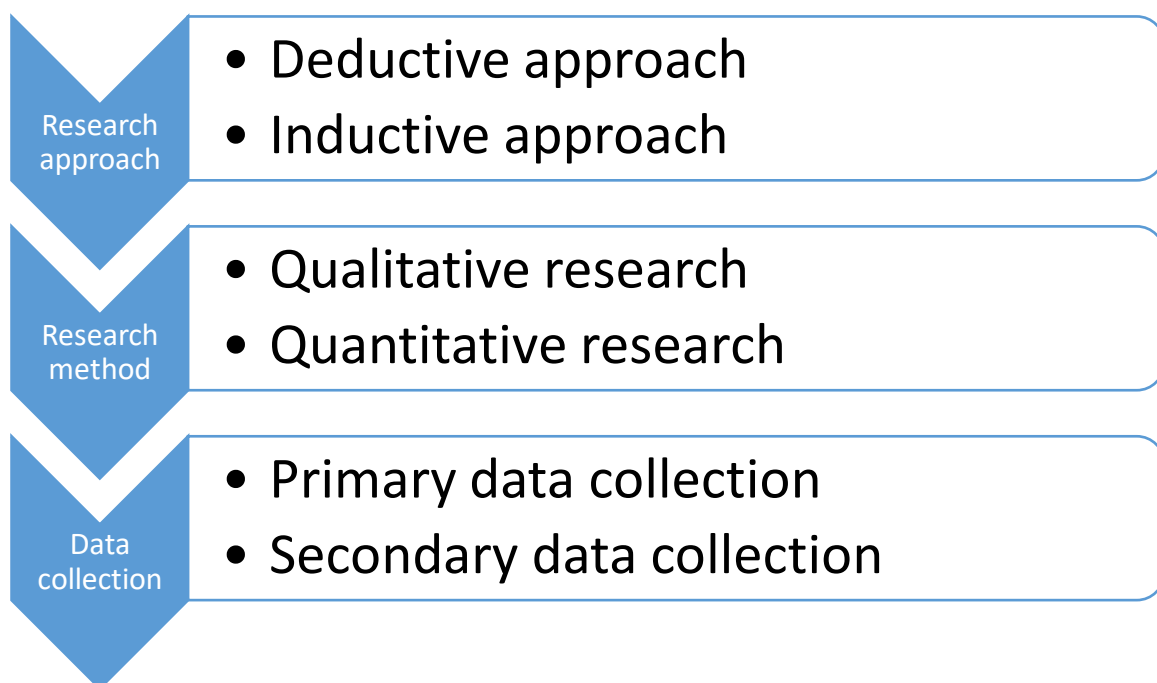 Research
approach
• Deductive approach
• Inductive approach
Research
method
• Qualitative research
• Quantitative research
Data
collection
• Primary data collection
• Secondary data collection